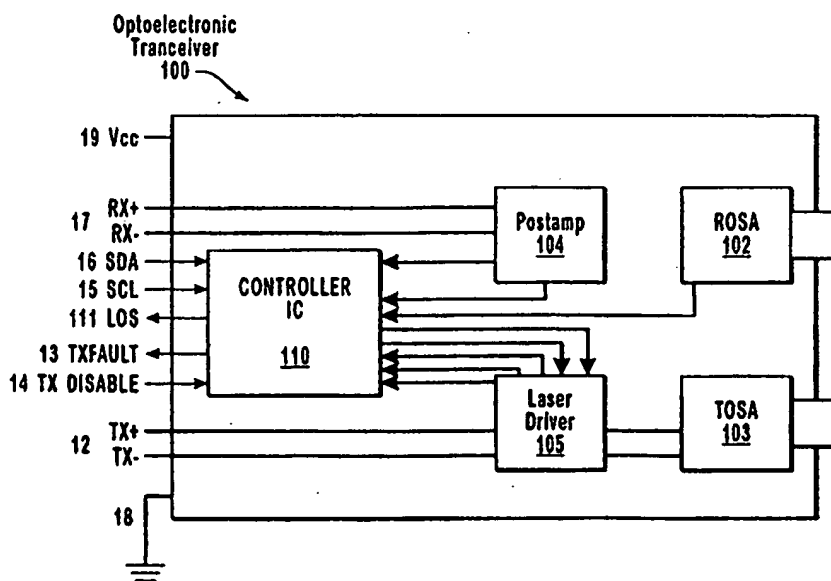 Optoelectronic
Tranceiver
100
19 Vcc
17 RX+
RX-
16 SDA
15 SCL
111 LOS
13 TXFAULT
14 TX DISABLE
12 TX+
TX-
18
CONTROLLER
IC
110
Postamp
104
ROSA
102
Laser
Driver
105
TOSA
103